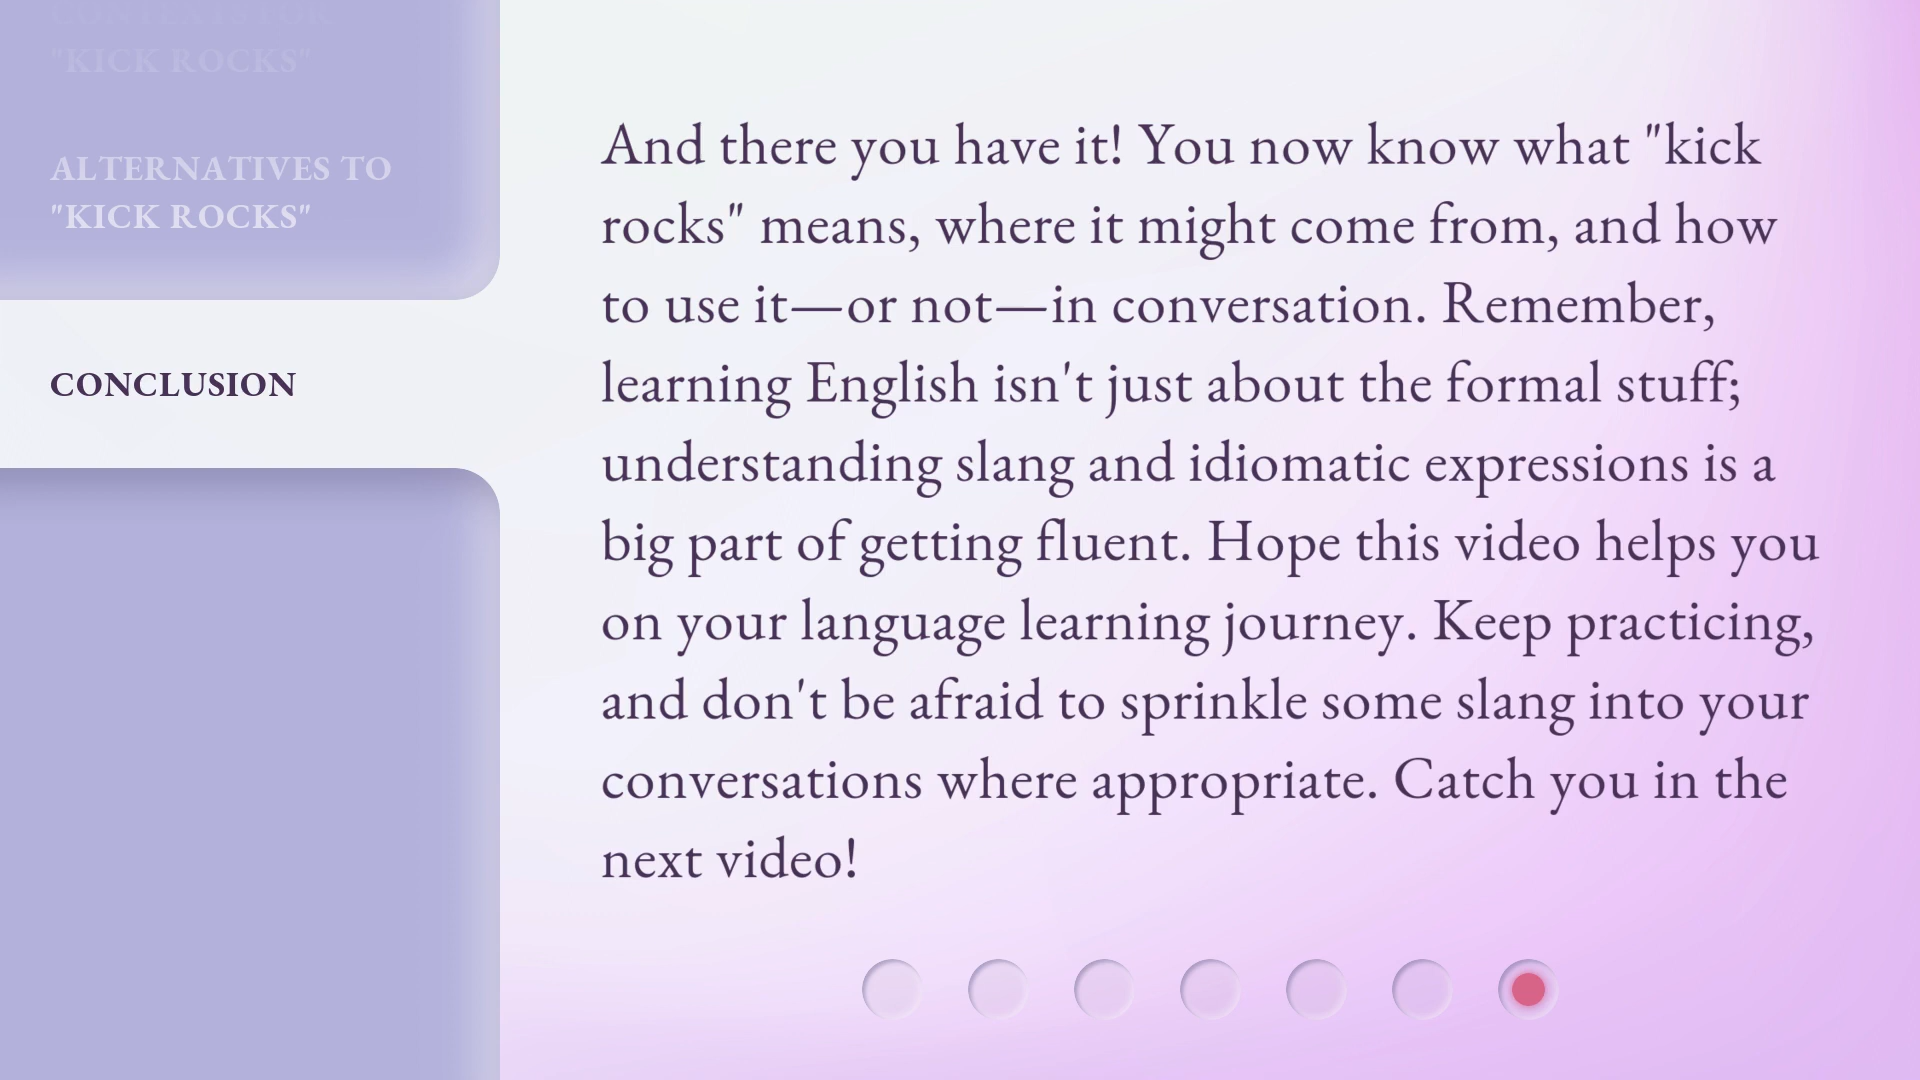 CONTEXTS FOR
"KICK ROCKS"
ALTERNATIVES TO
"KICK ROCKS"
CONCLUSION
And there you have it! You now know what "kick
rocks" means, where it might come from, and how
to use it—or not—in conversation. Remember,
learning English isn't just about the formal stuff;
understanding slang and idiomatic expressions is a
big part of getting fluent. Hope this video helps you
on your language learning journey. Keep practicing,
and don't be afraid to sprinkle some slang into your
conversations where appropriate. Catch you in the
next video!